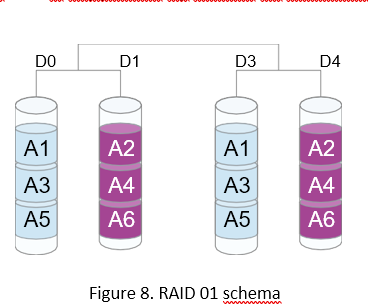 D0 D1 D3 D4
A1 A2 A1 A2
A3 A4 A3 A4
A5 A6 A5 A6
Figure 8. RAID 01 schema